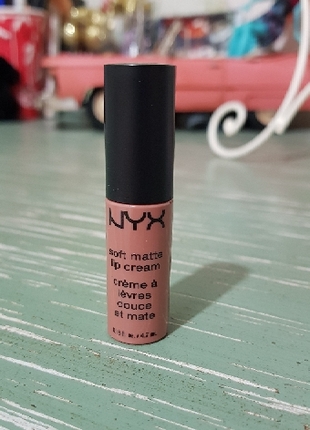 NYX
soft matte
lip cream
crème à
lèvres
douce
et mate